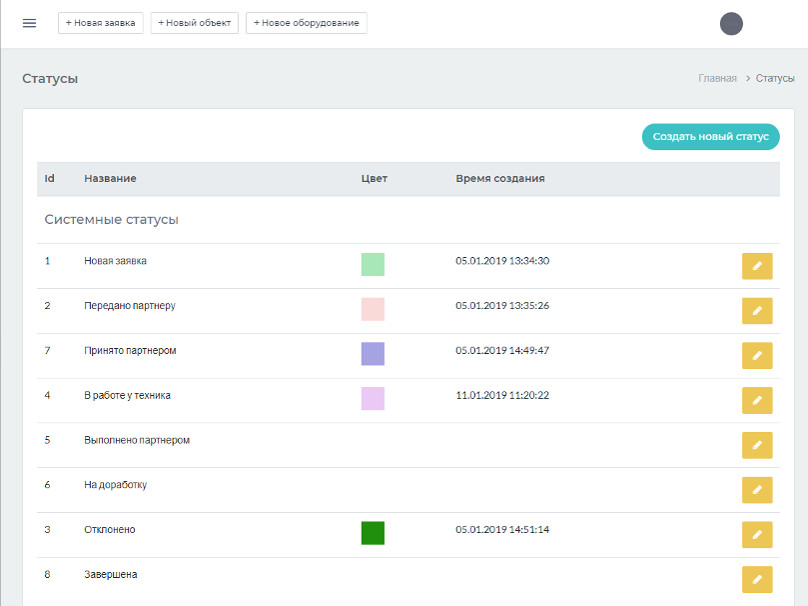 + Новая заявка + Новый объект + Новое оборудование
Статусы Главная > Статусы
Создать новый статус
Id Название Цвет Время создания
Системные статусы
1 Новая заявка 05.01.2019 13:34:30
2 Передано партнеру 05.01.2019 13:35:26
7 Принято партнером 05.01.2019 14:49:47
4 В работе у техника 11.01.2019 11:20:22
5 Выполнено партнером
6 На доработку
3 Отклонено 05.01.2019 14:51:14
8 Завершена